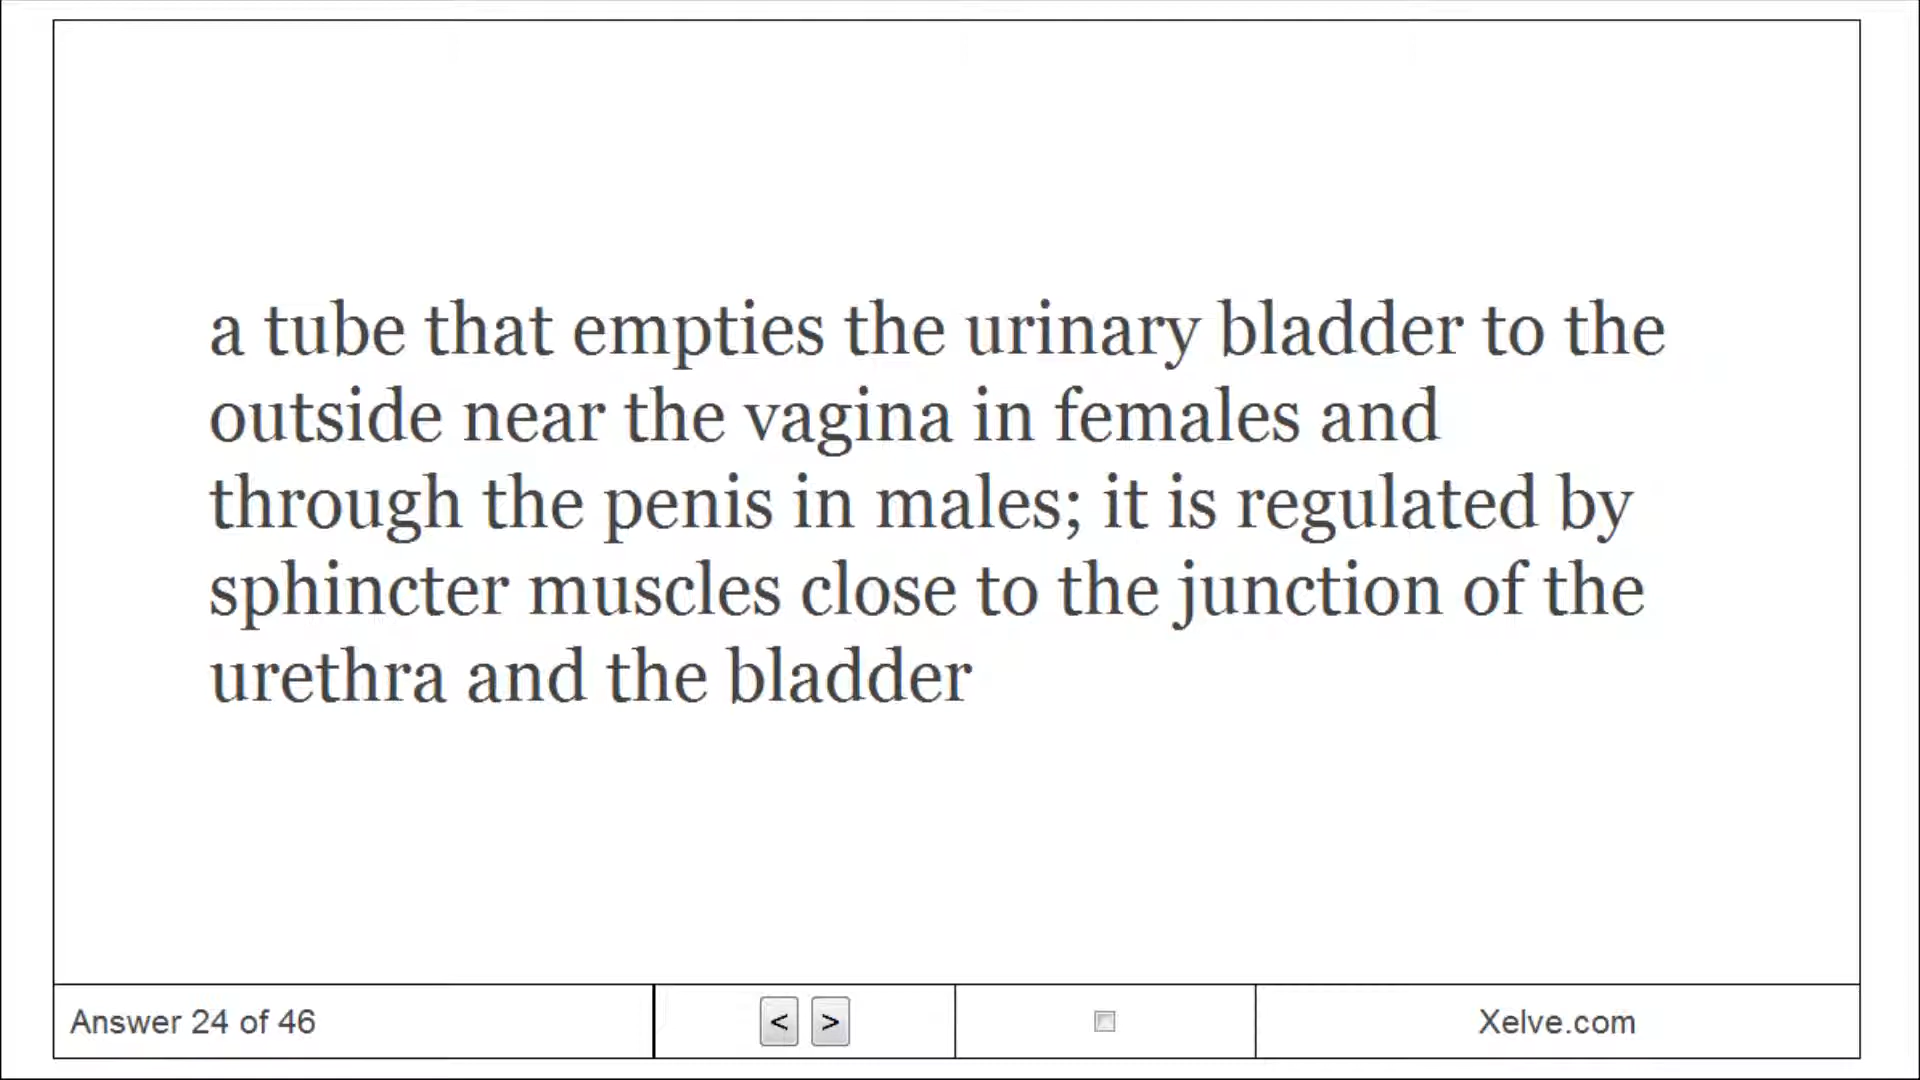 a tube that empties the urinary bladder to the
outside near the vagina in females and
through the penis in males; it is regulated by
sphincter muscles close to the junction of the
urethra and the bladder
Answer 24 of 46
< >
Xelve.com